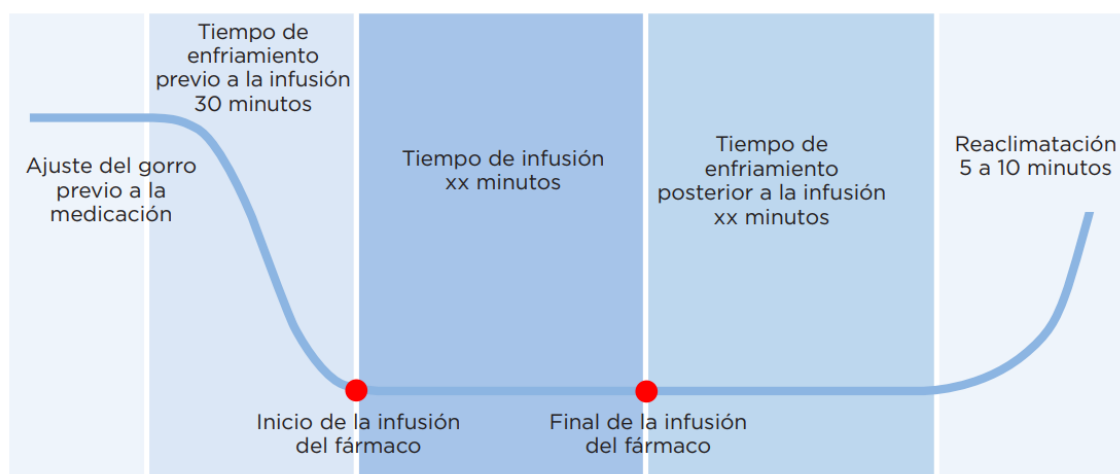 Ajuste del gorro
previo a la
medicación
Tiempo de
enfriamiento
previo a la infusión
30 minutos
Tiempo de infusión
xx minutos
Tiempo de
enfriamiento
posterior a la infusión
xx minutos
Reaclimatación
5 a 10 minutos
Inicio de la infusión
del fármaco
Final de la infusión
del fármaco